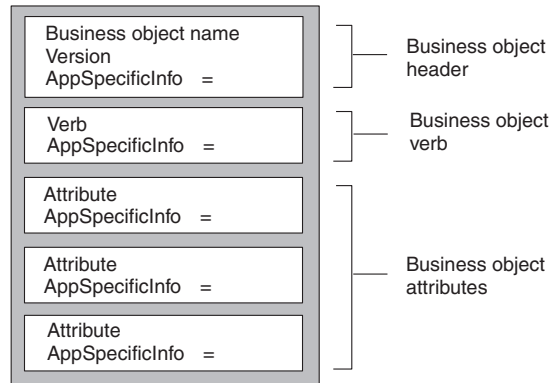 Business object name
Version
AppSpecificInfo =
Business object
header
Verb
AppSpecificInfo =
Business object
verb
Attribute
AppSpecificInfo =
Attribute
AppSpecificInfo =
Attribute
AppSpecificInfo =
Business object
attributes